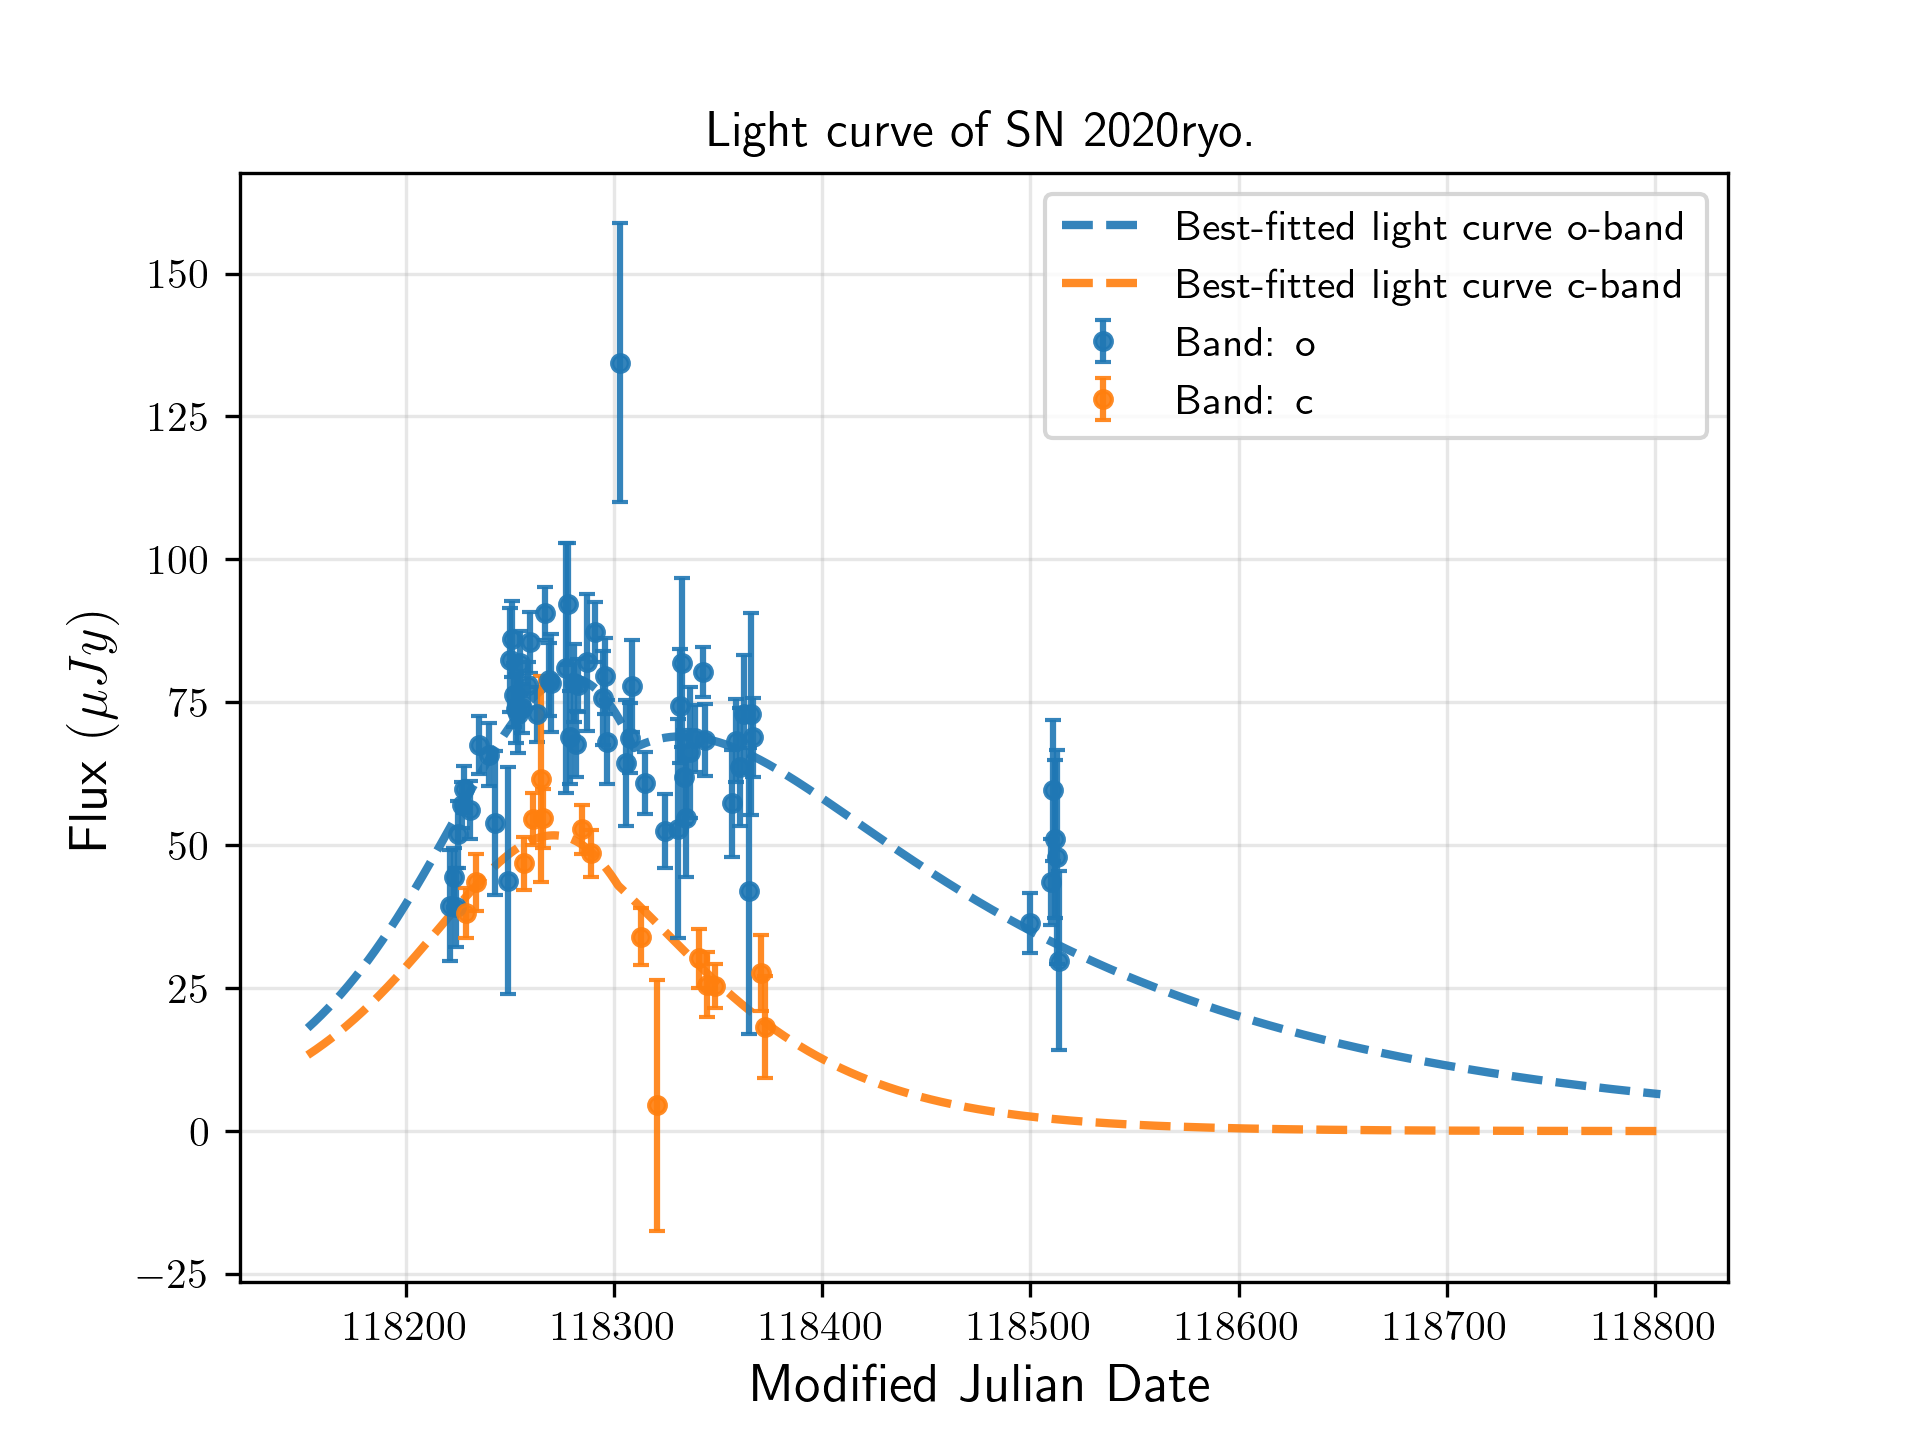 Light curve of SN 2020ryo.
Best-fitted light curve o-band
Best-fitted light curve c-band
Band: o
Band: c
150
125
100
75
50
25
0
−25
Flux (μJy)
118200 118300 118400 118500 118600 118700 118800
Modified Julian Date